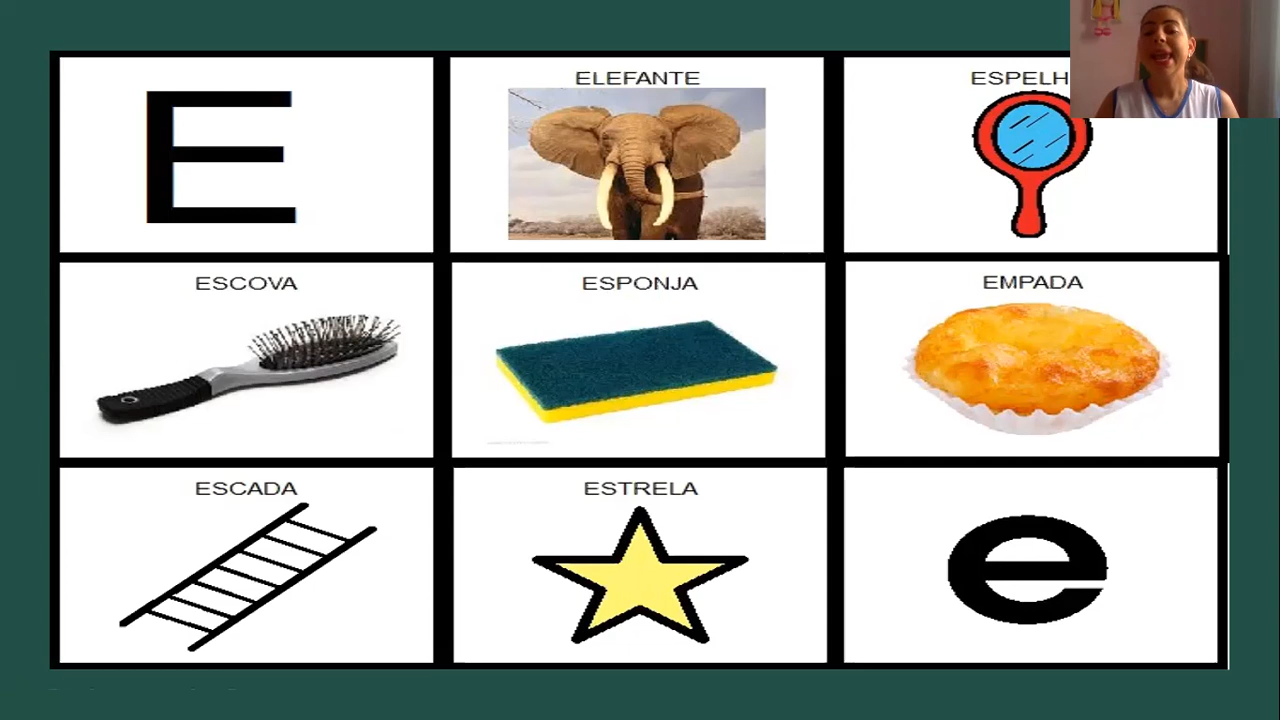 E
ELEFANTE
ESPELH
ESCOVA
ESPONJA
EMPADA
ESCADA
ESTRELA
e